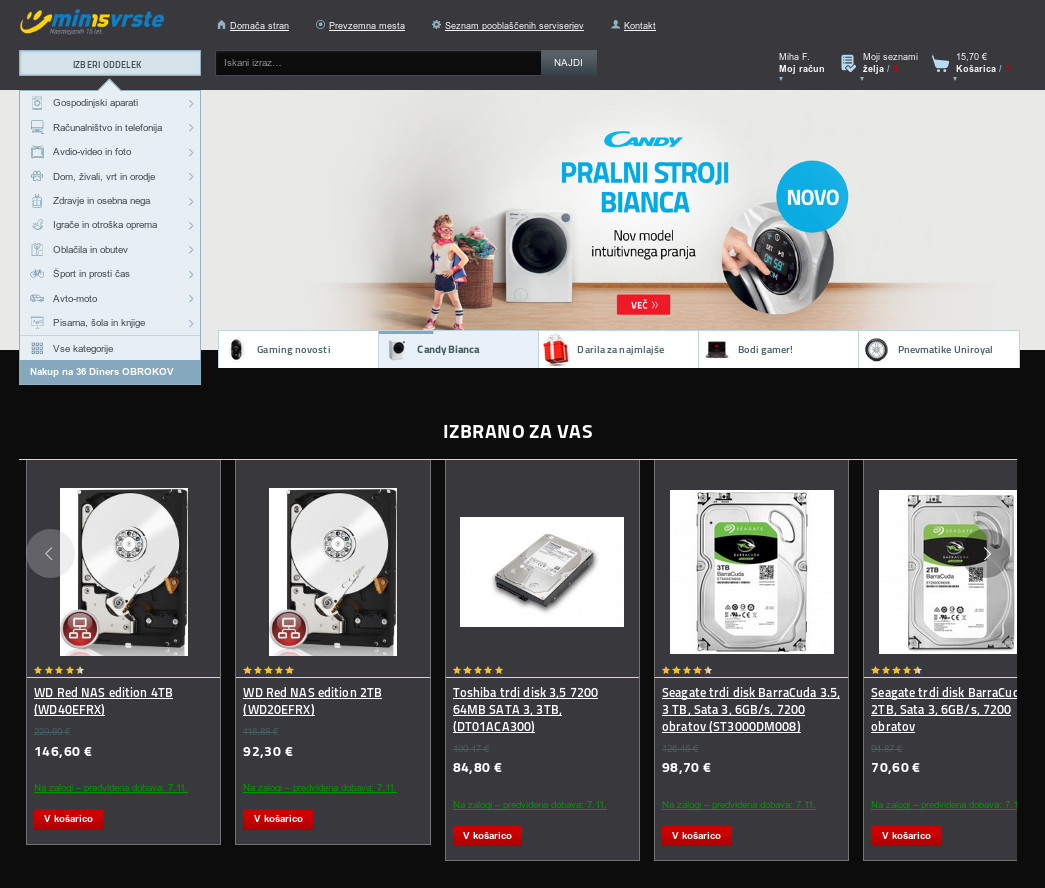 mimovrste
Nasmejanih 15 let.
Domača stran
Prevzemna mesta
Seznam pooblaščenih serviserjev
Kontakt
IZBERI ODDELEK
Iskani izraz...
NAJDI
Miha F.
Moj račun
Moji seznami
želja /
15,70 €
Košarica /
Gospodinjski aparati
Računalništvo in telefonija
Avdio-video in foto
Dom, živali, vrt in orodje
Zdravje in osebna nega
Igrače in otroška oprema
Oblačila in obutev
Šport in prosti čas
Avto-moto
Pisarna, šola in knjige
Vse kategorije
Nakup na 36 Diners OBROKOV
CANDY
PRALNI STROJI
BIANCA
NOVO
Nov model
intuitivnega pranja
VEČ
Gaming novosti
Candy Bianca
Darila za najmlajše
Bodi gamer!
Pnevmatike Uniroyal
IZBRANO ZA VAS
SEAGATE
3TB
BarraCuda
SEAGATE
2TB
BarraCuda
WD Red NAS edition 4TB
(WD40EFRX)
229,60 €
146,60 €
Na zalogi – predvidena dobava: 7.11.
V košarico
WD Red NAS edition 2TB
(WD20EFRX)
116,88 €
92,30 €
Na zalogi – predvidena dobava: 7.11.
V košarico
Toshiba trdi disk 3,5 7200
64MB SATA 3, 3TB,
(DT01ACA300)
100,47 €
84,80 €
Na zalogi – predvidena dobava: 7.11.
V košarico
Seagate trdi disk BarraCuda 3.5,
3 TB, Sata 3, 6GB/s, 7200
obratov (ST3000DM008)
126,45 €
98,70 €
Na zalogi – predvidena dobava: 7.11.
V košarico
Seagate trdi disk BarraCuc
2TB, Sata 3, 6GB/s, 7200
obratov
94,87 €
70,60 €
Na zalogi – predvidena dobava: 7.1
V košarico